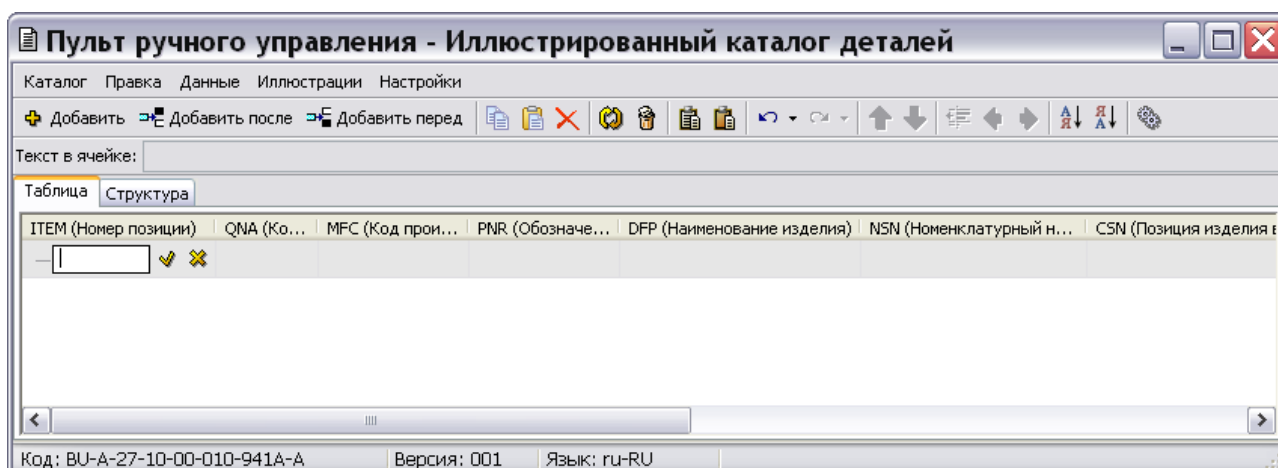 Пульт ручного управления - Иллюстрированный каталог деталей
Каталог Правка Данные Иллюстрации Настройки
Добавить Добавить после Добавить перед
Текст в ячейке:
Таблица Структура
ITEM (Номер позиции) QNA (Ко... MFC (Код прои... PNR (Обозначе... DFP (Наименование изделия) NSN (Номенклатурный н... CSN (Позиция изделия в
Код: BU-A-27-10-00-010-941A-A Версия: 001 Язык: ru-RU